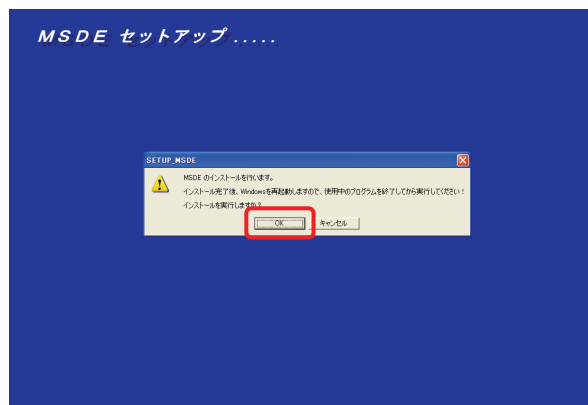 MSDE セットアップ .....
SETUP_MSDE
MSDE のインストールを行います。
インストール完了後、Windowsを再起動しますので、使用中のプログラムを終了してから実行してください!
インストールを実行しますか?
OK
キャンセル